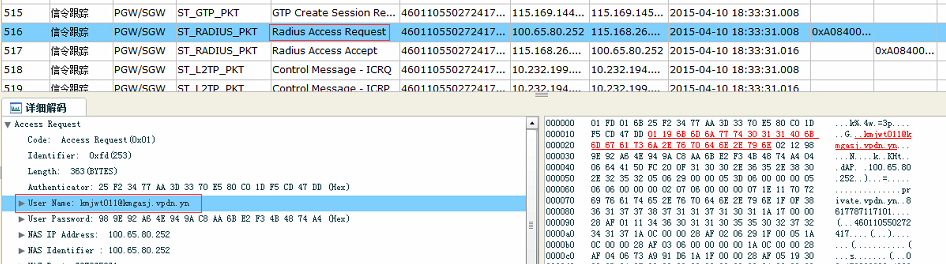 515 信令跟踪 PGW/SGW ST_GTP_PKT GTP Create Session Re... 460110550272417... 115.169.144.... 115.169.145.... 2015-04-10 18:33:31.008
516 信令跟踪 PGW/SGW ST_RADIUS_PKT Radius Access Request 460110550272417... 100.65.80.252 115.168.26.... 2015-04-10 18:33:31.008 0xA08400...
517 信令跟踪 PGW/SGW ST_RADIUS_PKT Radius Access Accept 460110550272417... 115.168.26.... 100.65.80.252 2015-04-10 18:33:31.016 0xA08400...
518 信令跟踪 PGW/SGW ST_L2TP_PKT Control Message - ICRQ 460110550272417... 10.232.199.... 10.232.194.... 2015-04-10 18:33:31.016
519 信令跟踪 PGW/SGW ST_L2TP_PKT Control Message - ICRP 460110550272417... 10.232.194.... 10.232.199.... 2015-04-10 18:33:31.016
详细解码
Access Request
Code: Access Request(0x01)
Identifier: 0xfd(253)
Length: 363(BYTES)
Authenticator: 25 F2 34 77 AA 3D 33 70 E5 80 C0 1D F5 CD 47 DD (Hex)
User Name: kmjwt011@kmgasj.vpdn.yn
User Password: 98 9E 92 A6 4E 94 9A C8 AA 6B E2 F3 4B 48 74 A4 (Hex)
NAS IP Address: 100.65.80.252
NAS Identifier : 100.65.80.252
000000 01 FD 01 6B 25 F2 34 77 AA 3D 33 70 E5 80 C0 1D ...k%.4w.=3p....
000010 F5 CD 47 DD 01 19 6B 6D 6A 77 74 30 31 31 40 6B ..G...kmjwt011@k
000020 6D 67 61 73 6A 2E 76 70 64 6E 2E 79 6E 02 12 98 mgasj.vpdn.yn...
000030 9E 92 A6 4E 94 9A C8 AA 6B E2 F3 4B 48 74 A4 04 ...N....k..KHt..
000040 06 64 41 50 FC 20 0F 31 30 30 2E 36 35 2E 38 30 .dAP. .100.65.80
000050 2E 32 35 32 05 06 29 00 00 05 3D 06 00 00 00 05 .252..)...=.....
000060 06 06 00 00 00 02 07 06 00 00 00 07 1E 11 70 72 ..............pr
000070 69 76 61 74 65 2E 76 70 64 6E 2E 79 6E 1F 0F 38 ivate.vpdn.yn..8
000080 36 31 37 37 38 37 31 31 37 31 30 31 1A 17 00 00 617787117101....
000090 28 AF 01 11 34 36 30 31 31 30 35 35 30 32 37 32 (...460110550272
0000a0 34 31 37 1A 0C 00 00 28 AF 02 06 29 1F 00 05 1A 417....(...)....
0000b0 0C 00 00 28 AF 03 06 00 00 00 00 1A 0C 00 00 28 ...(...........(
0000c0 AF 04 06 73 A9 91 D6 1A 1F 00 00 28 AF 05 19 30 ...s.......(...0